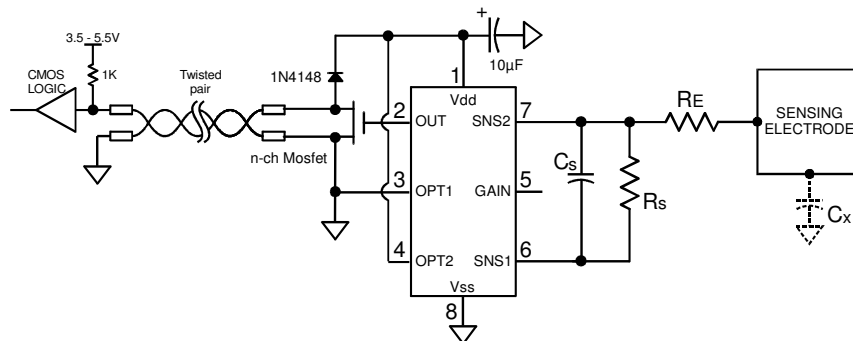 3.5 - 5.5V
CMOS
LOGIC
1K
Twisted
pair
1N4148
n-ch Mosfet
+
10µF
1
Vdd
2
OUT
3
OPT1
4
OPT2
Vss
8
7
SNS2
GAIN
5
SNS1
6
CS
RS
RE
SENSING
ELECTRODE
CX